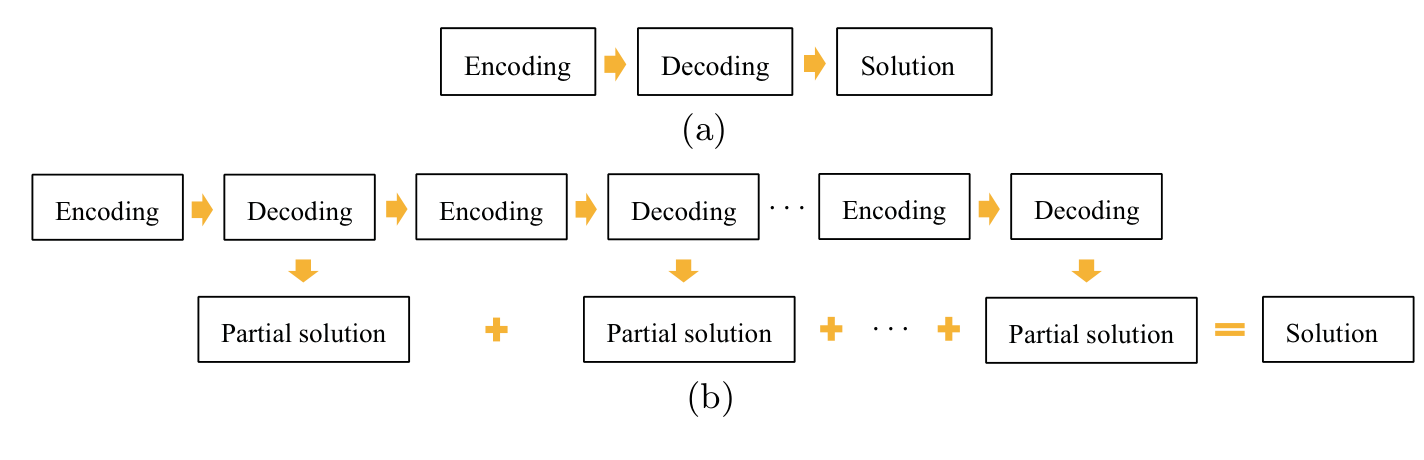 Encoding Decoding Solution
(a)
Encoding Decoding Encoding Decoding ··· Encoding Decoding
Partial solution + Partial solution + ··· + Partial solution = Solution
(b)